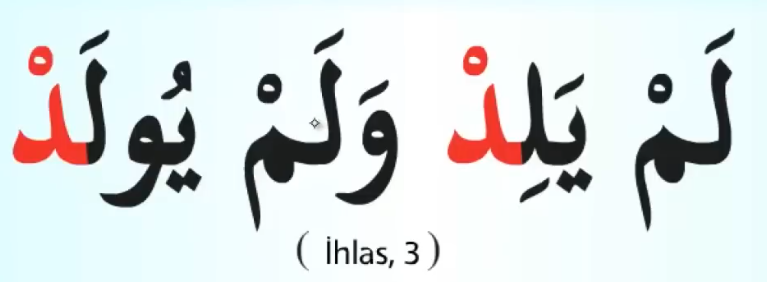 لَمْ يَلِدْ وَلَمْ يُولَدْ
( İhlas, 3 )